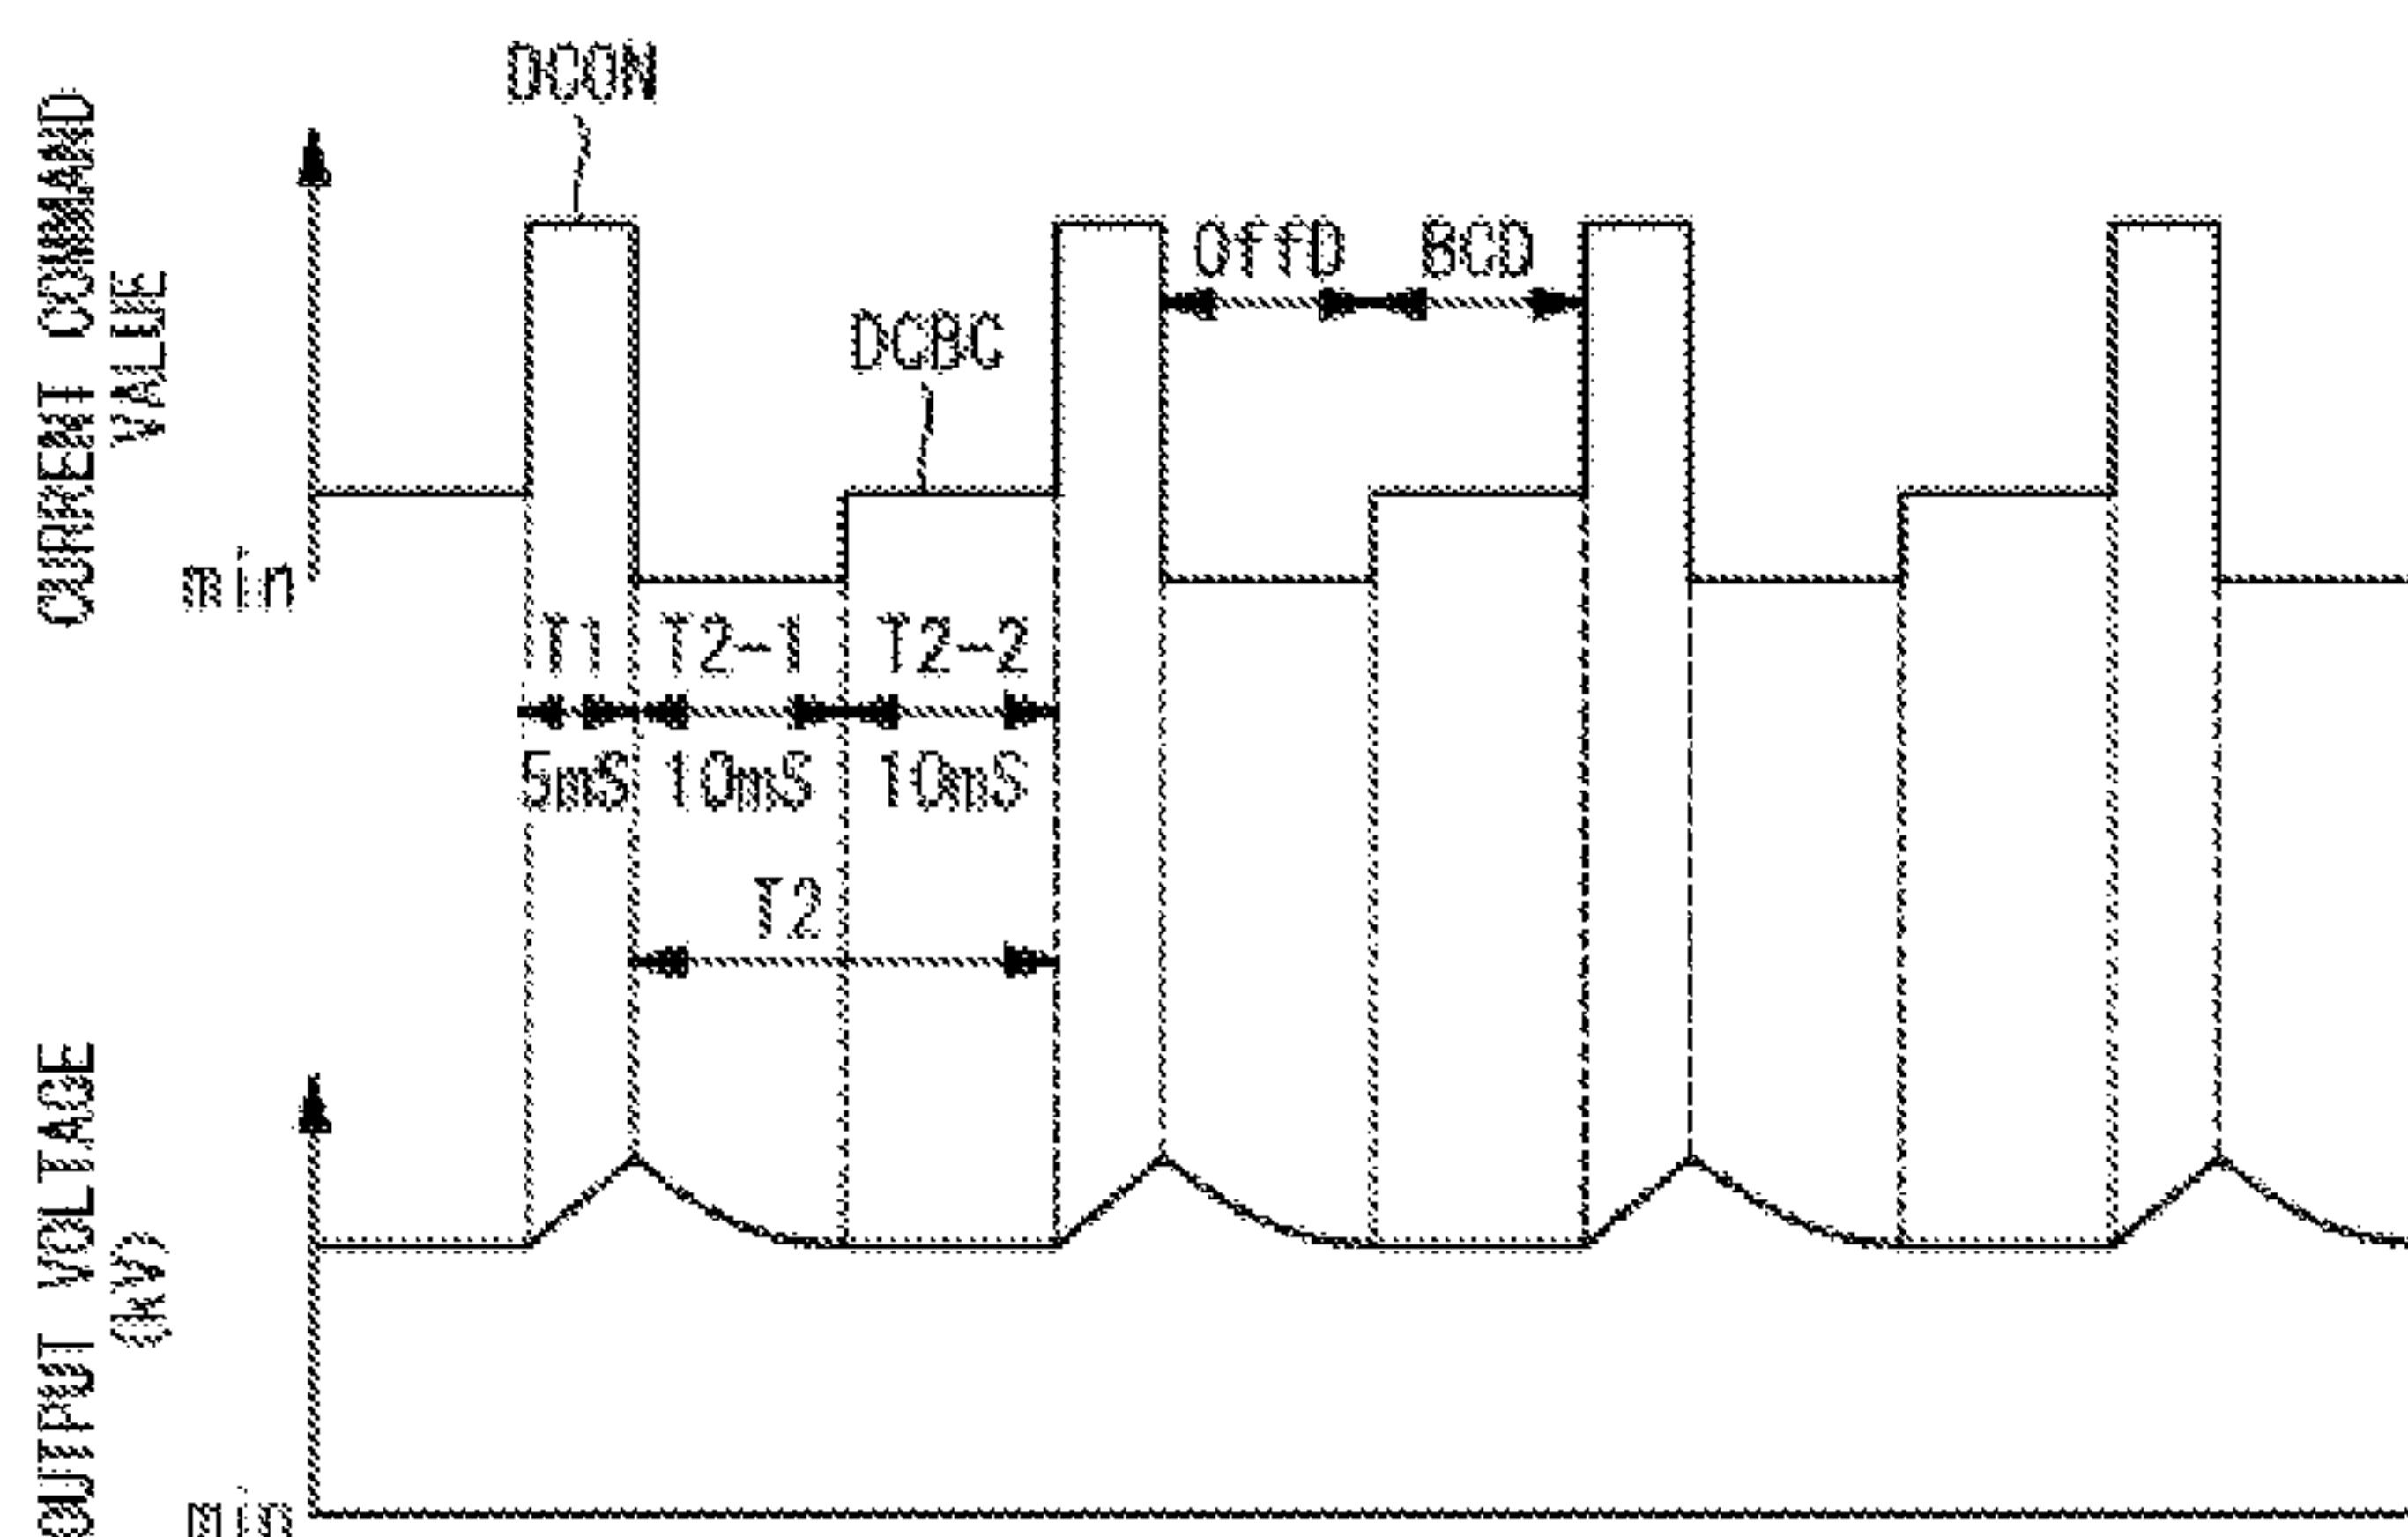 DCON
CURRENT COMMAND
VALUE
OffD
BCD
DCBC
min
T1
T2-1
T2-2
5mS
10mS
10mS
T2
OUTPUT VOLTAGE
(kV)
min